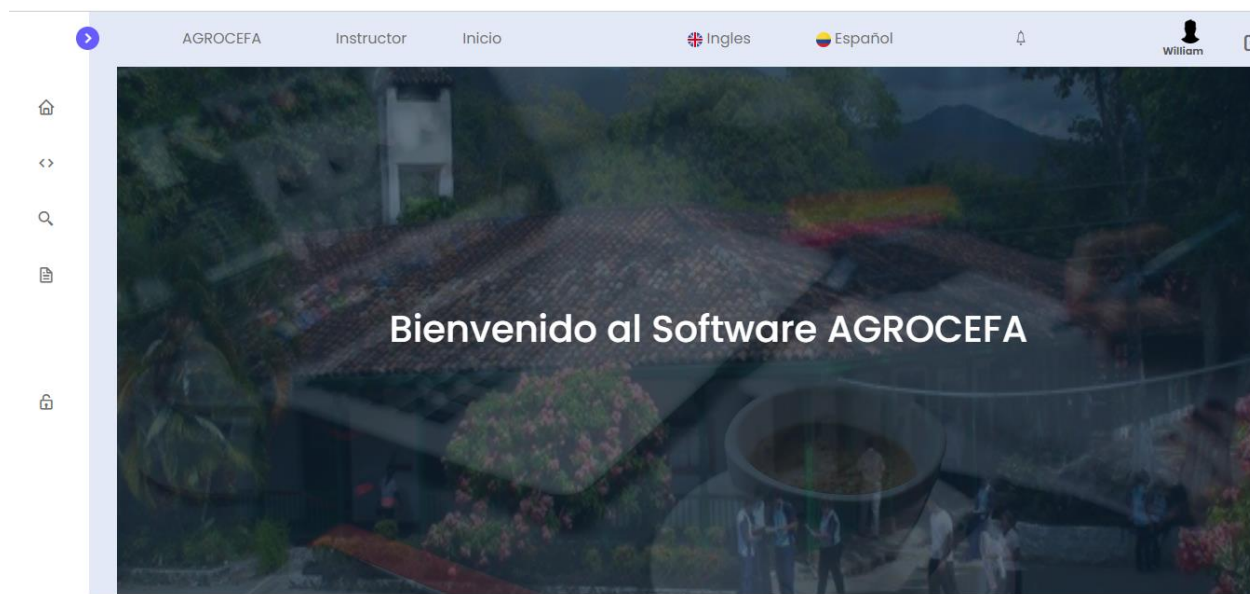 AGROCEFA Instructor Inicio Ingles Español
William
Bienvenido al Software AGROCEFA